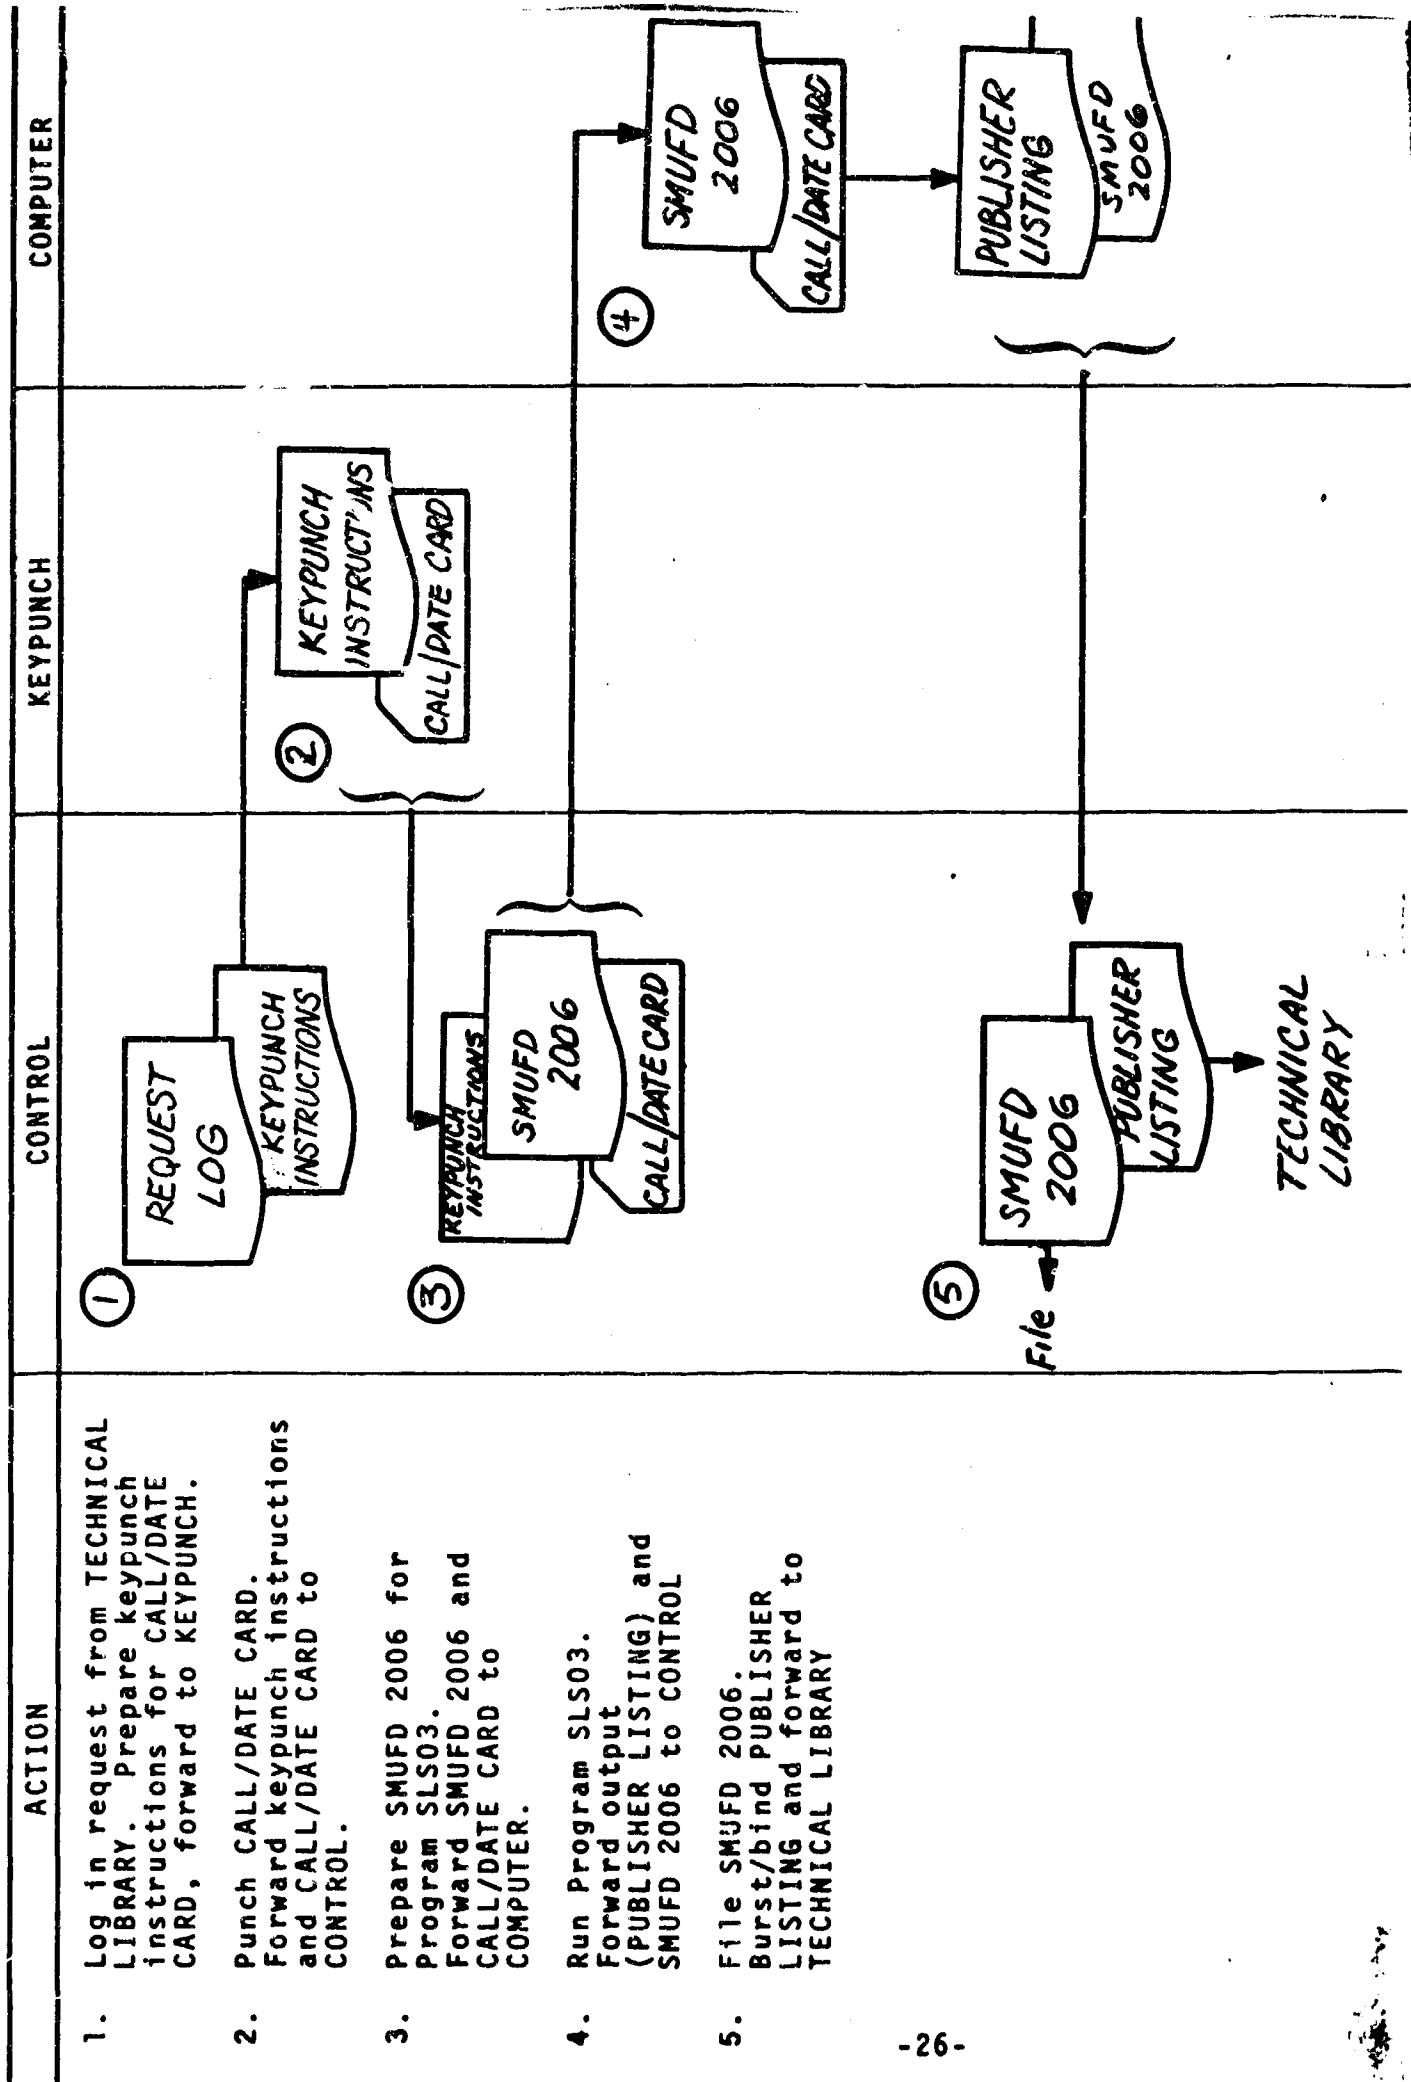 ACTION
CONTROL
KEYPUNCH
COMPUTER
1. Log in request from TECHNICAL
LIBRARY. Prepare keypunch
instructions for CALL/DATE
CARD, forward to KEYPUNCH.
2. Punch CALL/DATE CARD.
Forward keypunch instructions
and CALL/DATE CARD to
CONTROL.
3. Prepare SMUFD 2006 for
Program SLS03.
Forward SMUFD 2006 and
CALL/DATE CARD to
COMPUTER.
4. Run Program SLS03.
Forward output
(PUBLISHER LISTING) and
SMUFD 2006 to CONTROL
5. File SMUFD 2006.
Burst/bind PUBLISHER
LISTING and forward to
TECHNICAL LIBRARY
1
REQUEST
LOG
KEYPUNCH
INSTRUCTIONS
2
KEYPUNCH
INSTRUCT'NS
CALL/DATE CARD
3
KEYPUNCH
INSTRUCTIONS
SMUFD
2006
CALL/DATE CARD
4
SMUFD
2006
CALL/DATE CARD
PUBLISHER
LISTING
SMUFD
2006
5
File
SMUFD
2006
PUBLISHER
LISTING
TECHNICAL
LIBRARY
-26-